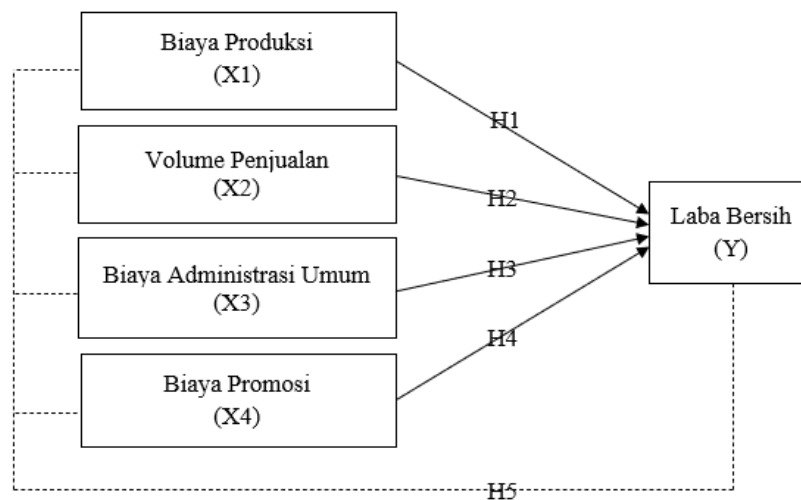 Biaya Produksi
(X1)
H1
Volume Penjualan
(X2)
H2
Laba Bersih
(Y)
Biaya Administrasi Umum
(X3)
H3
H4
Biaya Promosi
(X4)
H5